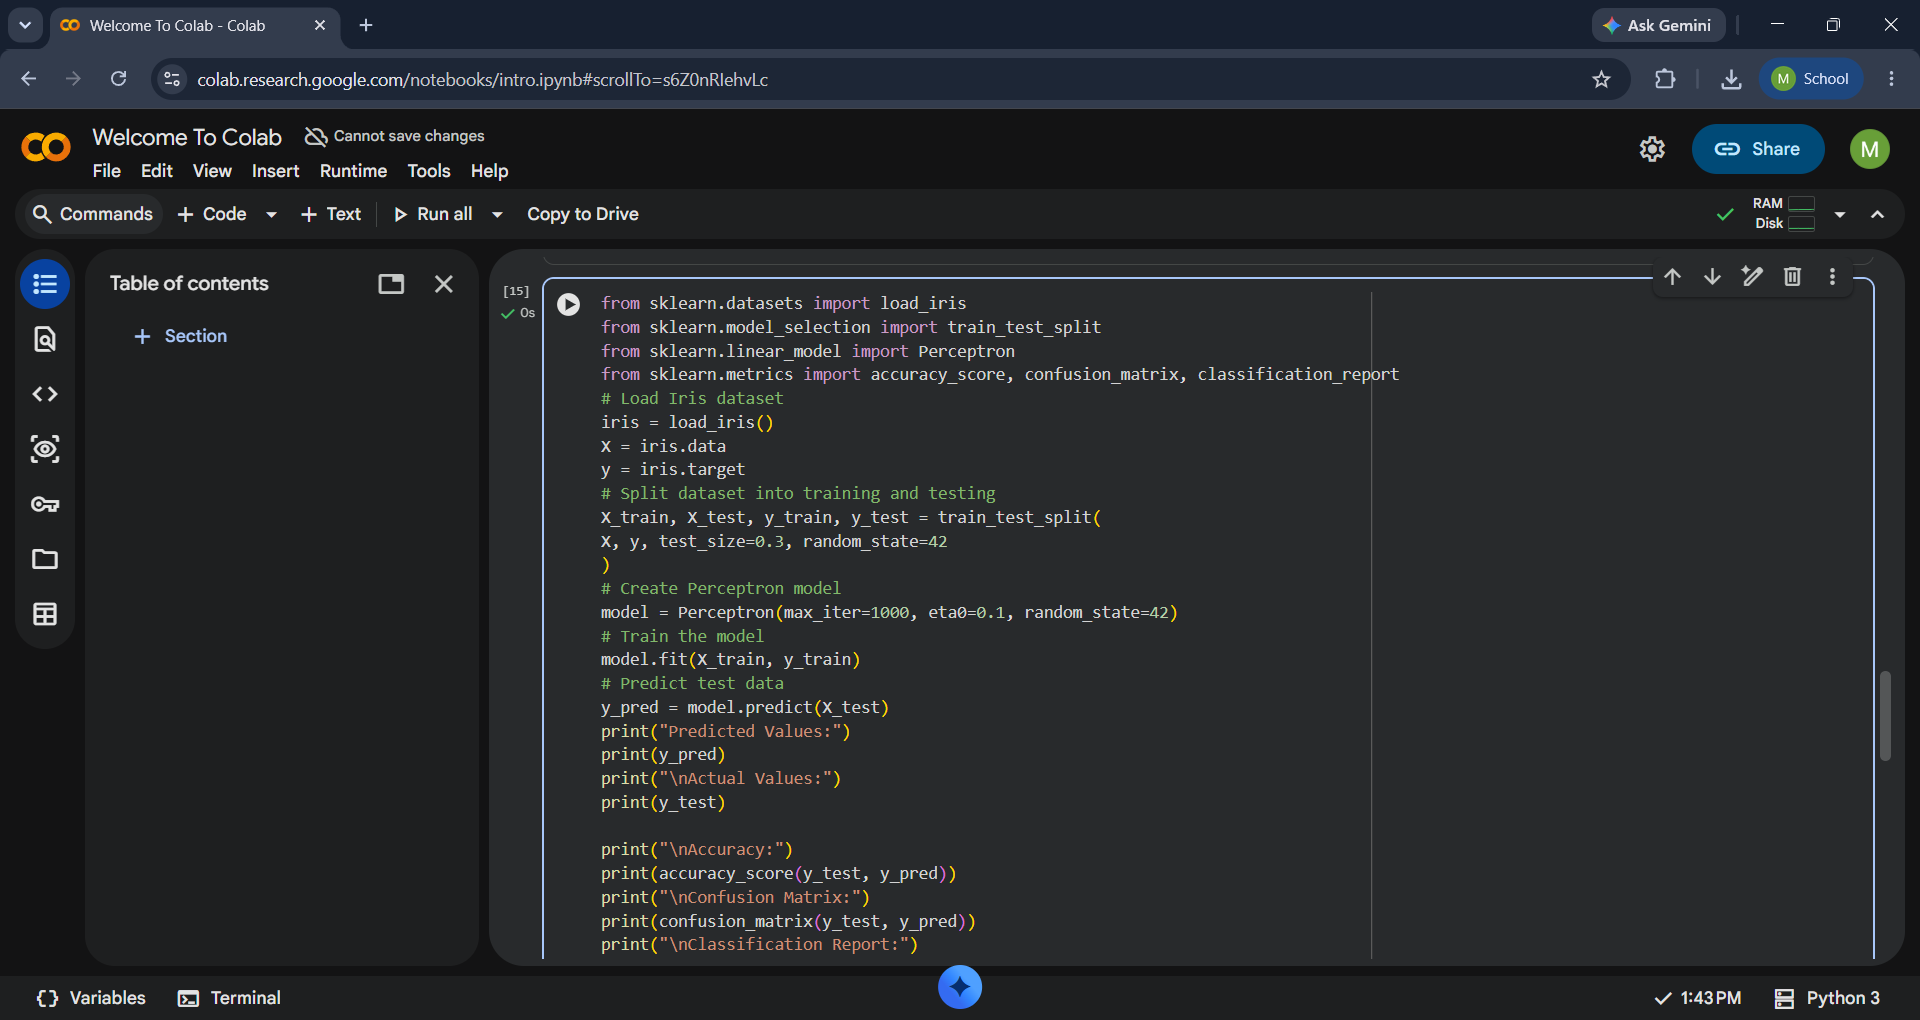 Welcome To Colab - Colab
Ask Gemini
colab.research.google.com/notebooks/intro.ipynb#scrollTo=s6Z0nRlehvLc
M School
Welcome To Colab Cannot save changes
File Edit View Insert Runtime Tools Help
Share
M
Commands + Code + Text Run all Copy to Drive
RAM
Disk
Table of contents
+ Section
[15]
0s
from sklearn.datasets import load_iris
from sklearn.model_selection import train_test_split
from sklearn.linear_model import Perceptron
from sklearn.metrics import accuracy_score, confusion_matrix, classification_report
# Load Iris dataset
iris = load_iris()
X = iris.data
y = iris.target
# Split dataset into training and testing
X_train, X_test, y_train, y_test = train_test_split(
X, y, test_size=0.3, random_state=42
)
# Create Perceptron model
model = Perceptron(max_iter=1000, eta0=0.1, random_state=42)
# Train the model
model.fit(X_train, y_train)
# Predict test data
y_pred = model.predict(X_test)
print("Predicted Values:")
print(y_pred)
print("\nActual Values:")
print(y_test)
print("\nAccuracy:")
print(accuracy_score(y_test, y_pred))
print("\nConfusion Matrix:")
print(confusion_matrix(y_test, y_pred))
print("\nClassification Report:")
{} Variables Terminal
1:43 PM Python 3